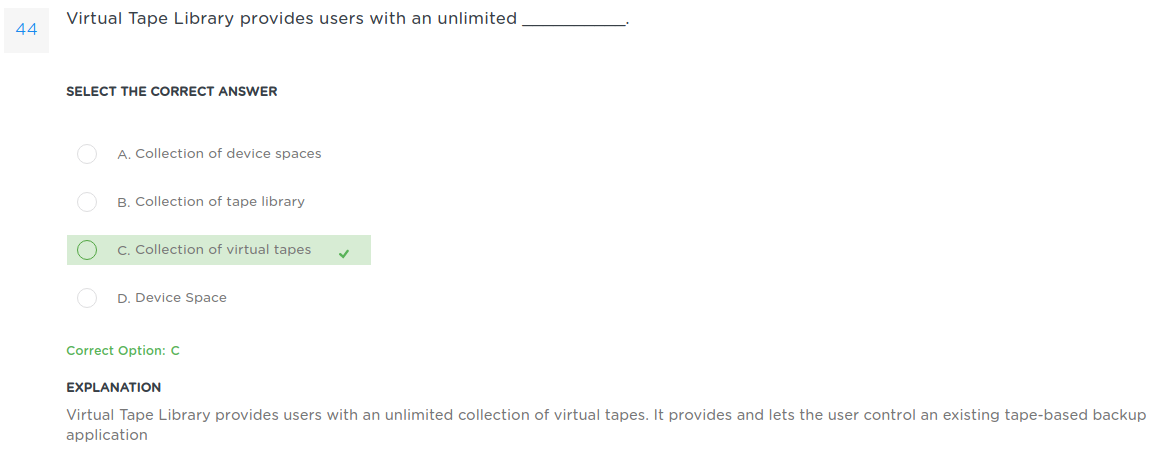 44
Virtual Tape Library provides users with an unlimited ___________.
SELECT THE CORRECT ANSWER
A. Collection of device spaces
B. Collection of tape library
C. Collection of virtual tapes
D. Device Space
Correct Option: C
EXPLANATION
Virtual Tape Library provides users with an unlimited collection of virtual tapes. It provides and lets the user control an existing tape-based backup
application